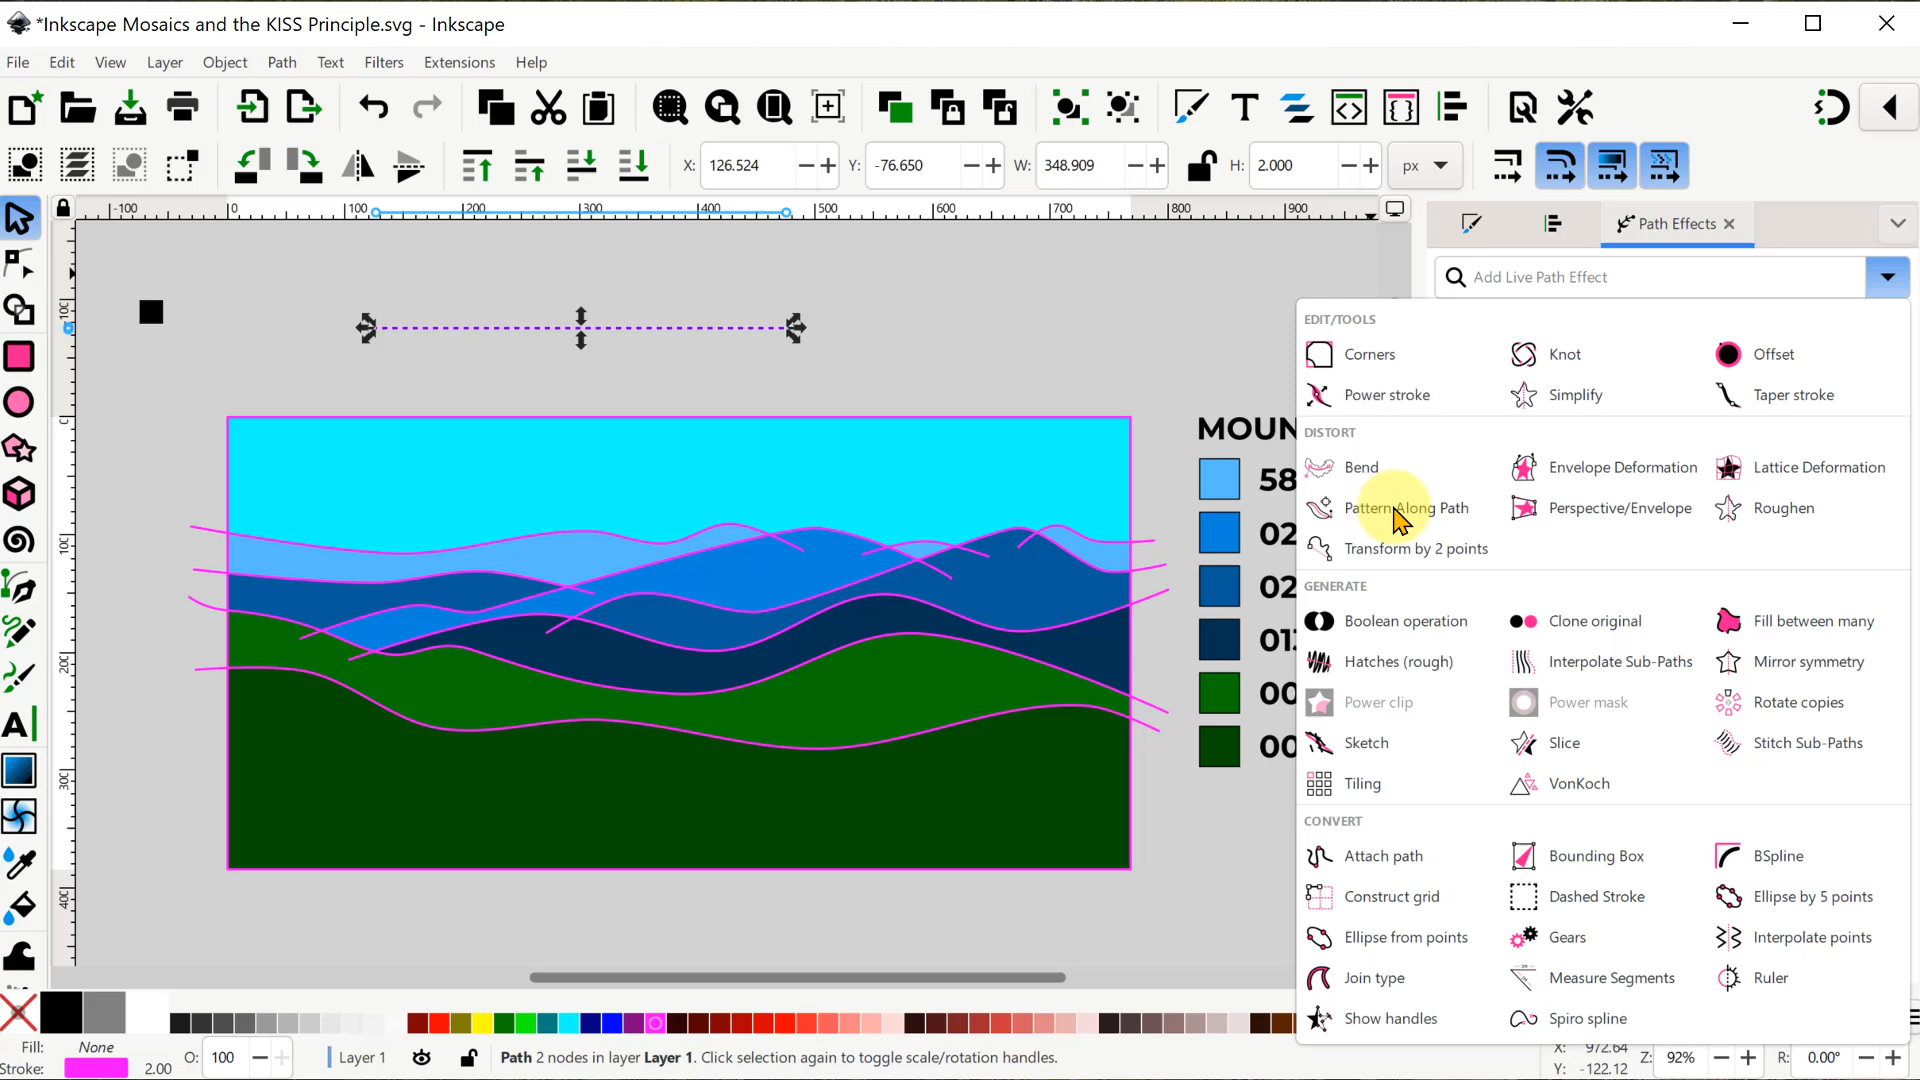 *Inkscape Mosaics and the KISS Principle.svg - Inkscape
File Edit View Layer Object Path Text Filters Extensions Help
X: 126.524 Y: -76.650 W: 348.909 H: 2.000 px
-100 0 100 200 300 400 500 600 700 800 900
Path Effects
Add Live Path Effect
EDIT/TOOLS
Corners Knot Offset
Power stroke Simplify Taper stroke
DISTORT
Bend Envelope Deformation Lattice Deformation
Pattern Along Path Perspective/Envelope Roughen
Transform by 2 points
GENERATE
Boolean operation Clone original Fill between many
Hatches (rough) Interpolate Sub-Paths Mirror symmetry
Power clip Power mask Rotate copies
Sketch Slice Stitch Sub-Paths
Tiling VonKoch
CONVERT
Attach path Bounding Box BSpline
Construct grid Dashed Stroke Ellipse by 5 points
Ellipse from points Gears Interpolate points
Join type Measure Segments Ruler
Show handles Spiro spline
MOUN
58
02
02
01
00
00
Fill: None
Stroke: 2.00
O: 100
Layer 1
Path 2 nodes in layer Layer 1. Click selection again to toggle scale/rotation handles.
X: 972.64
Y: -122.12
Z: 92%
R: 0.00°